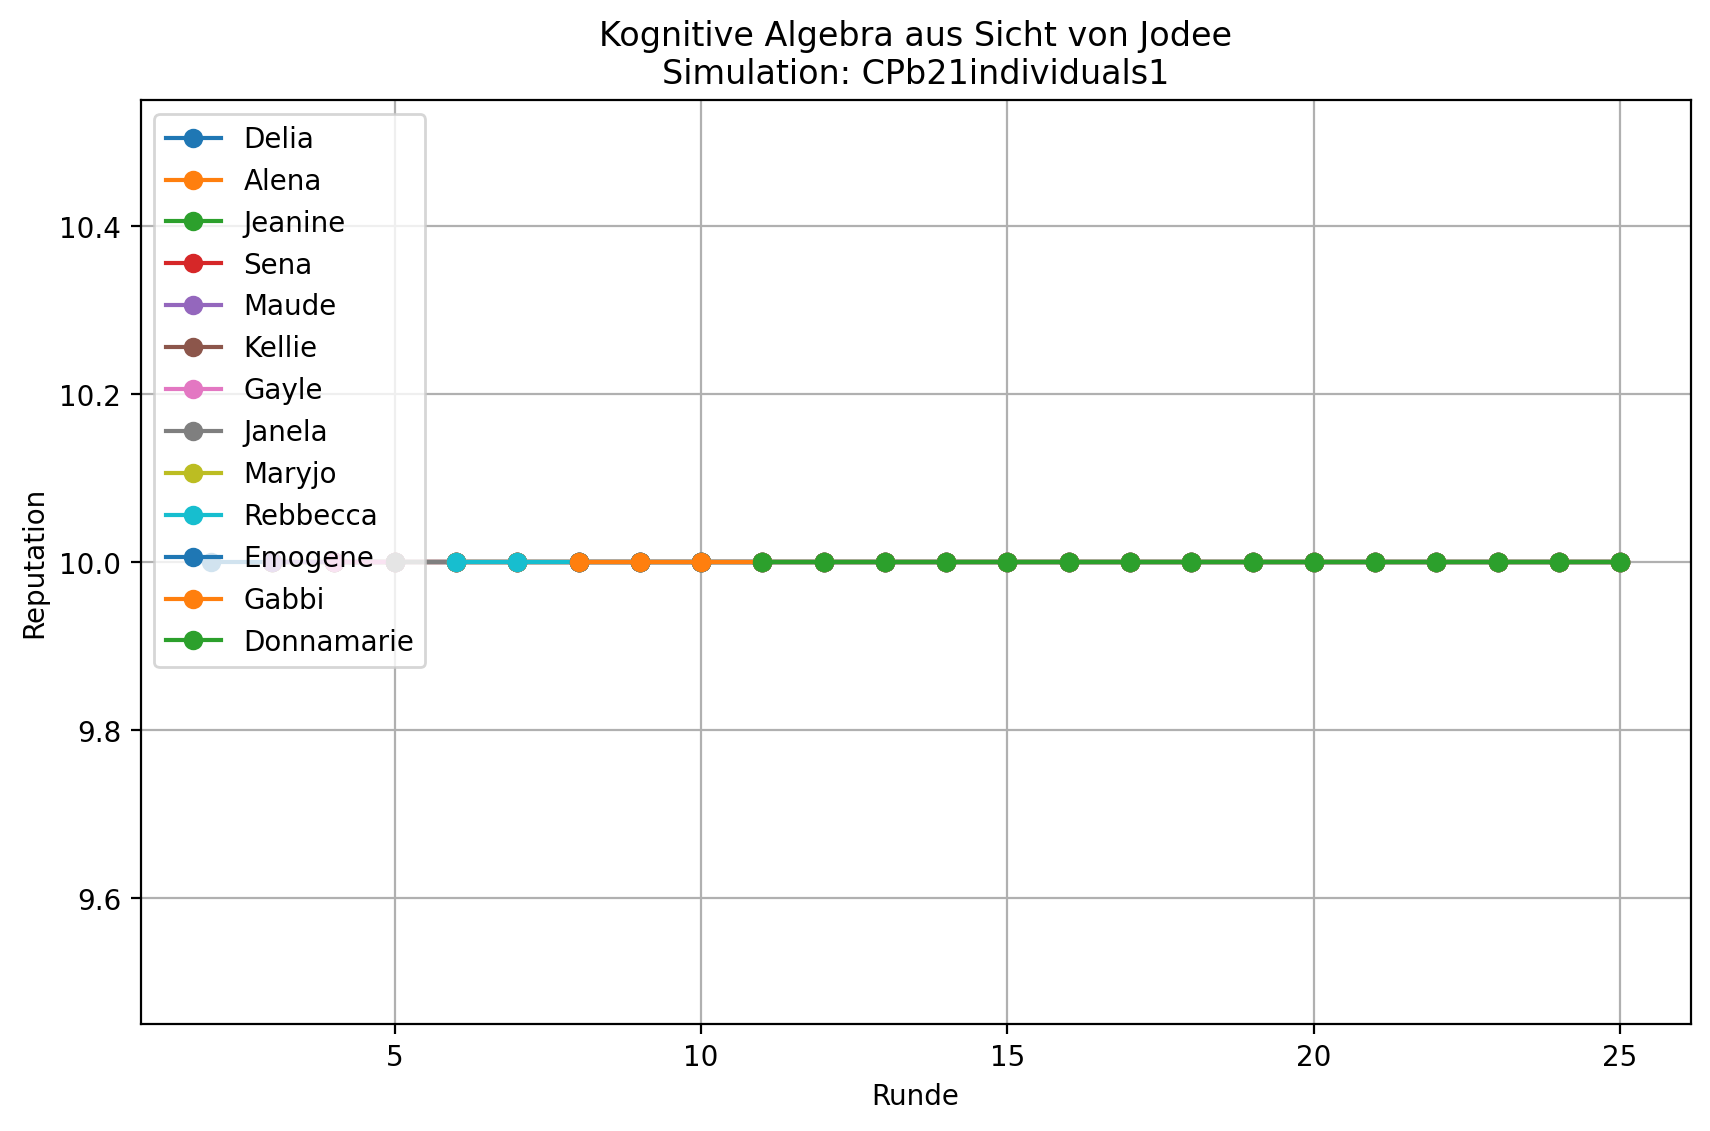 Kognitive Algebra aus Sicht von Jodee
Simulation: CPb21individuals1
Delia
Alena
Jeanine
Sena
Maude
Kellie
Gayle
Janela
Maryjo
Rebbecca
Emogene
Gabbi
Donnamarie
Reputation
10.4
10.2
10.0
9.8
9.6
5
10
15
20
25
Runde